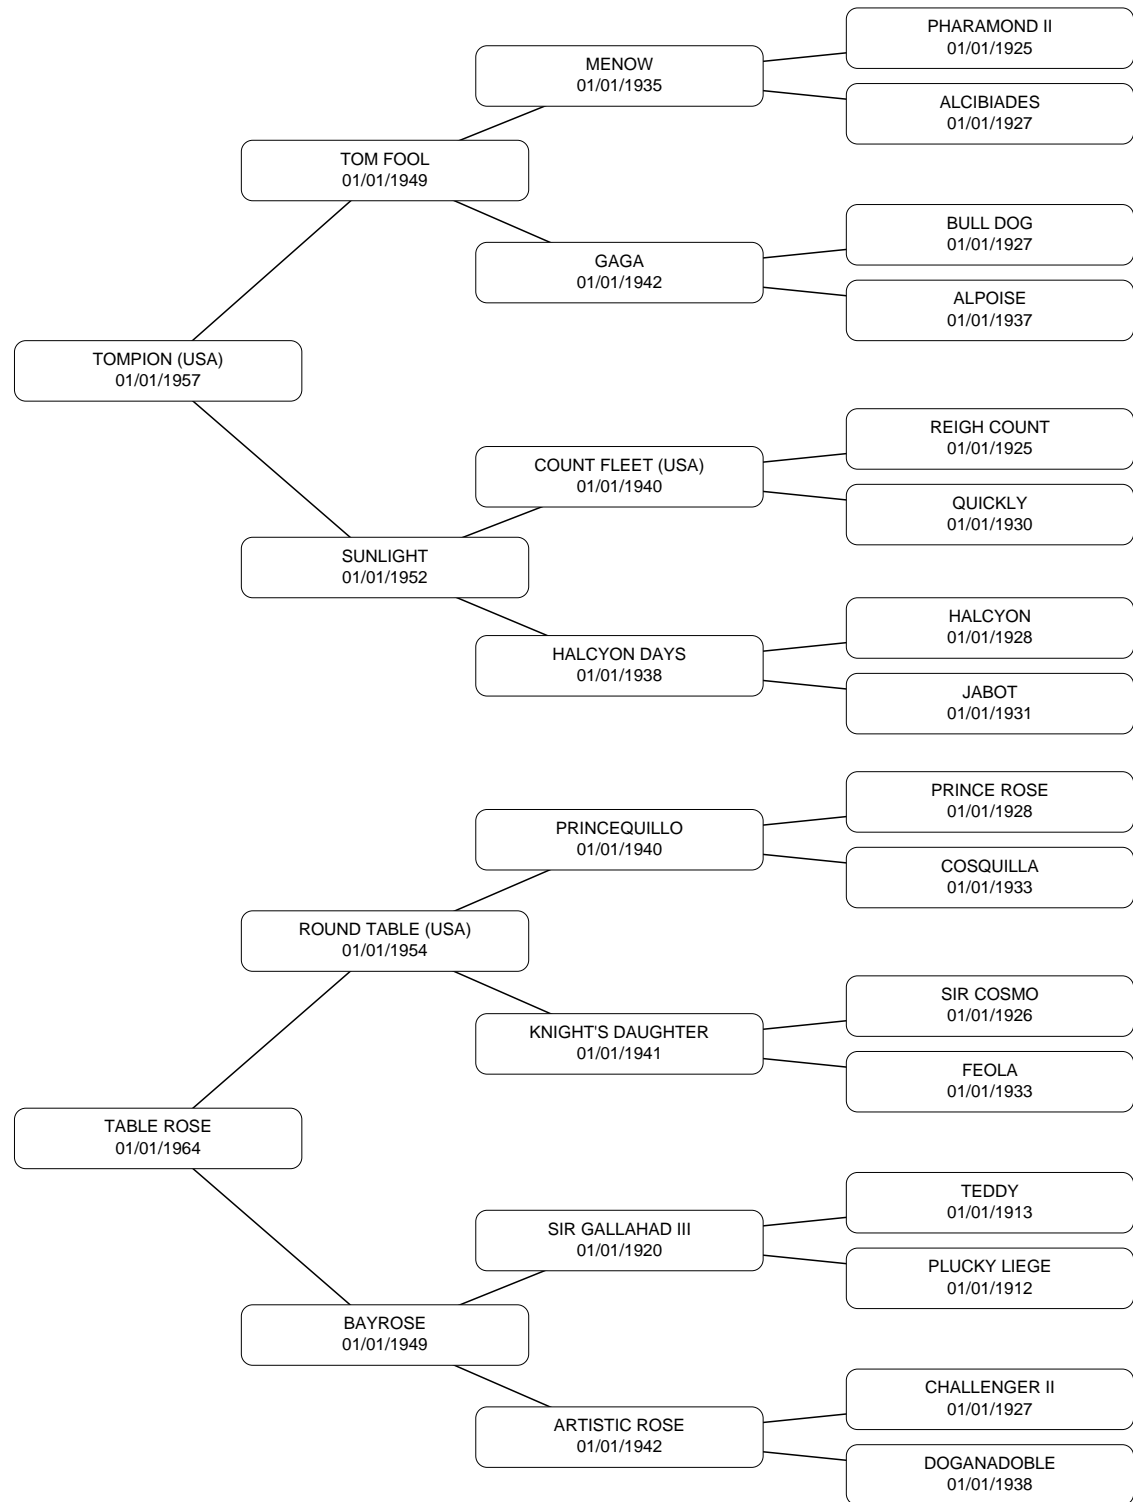 PHARAMOND II
01/01/1925
MENOW
01/01/1935
ALCIBIADES
01/01/1927
TOM FOOL
01/01/1949
BULL DOG
01/01/1927
GAGA
01/01/1942
ALPOISE
01/01/1937
TOMPION (USA)
01/01/1957
REIGH COUNT
01/01/1925
COUNT FLEET (USA)
01/01/1940
QUICKLY
01/01/1930
SUNLIGHT
01/01/1952
HALCYON
01/01/1928
HALCYON DAYS
01/01/1938
JABOT
01/01/1931
PRINCE ROSE
01/01/1928
PRINCEQUILLO
01/01/1940
COSQUILLA
01/01/1933
ROUND TABLE (USA)
01/01/1954
SIR COSMO
01/01/1926
KNIGHT'S DAUGHTER
01/01/1941
FEOLA
01/01/1933
TABLE ROSE
01/01/1964
TEDDY
01/01/1913
SIR GALLAHAD III
01/01/1920
PLUCKY LIEGE
01/01/1912
BAYROSE
01/01/1949
CHALLENGER II
01/01/1927
ARTISTIC ROSE
01/01/1942
DOGANADOBLE
01/01/1938